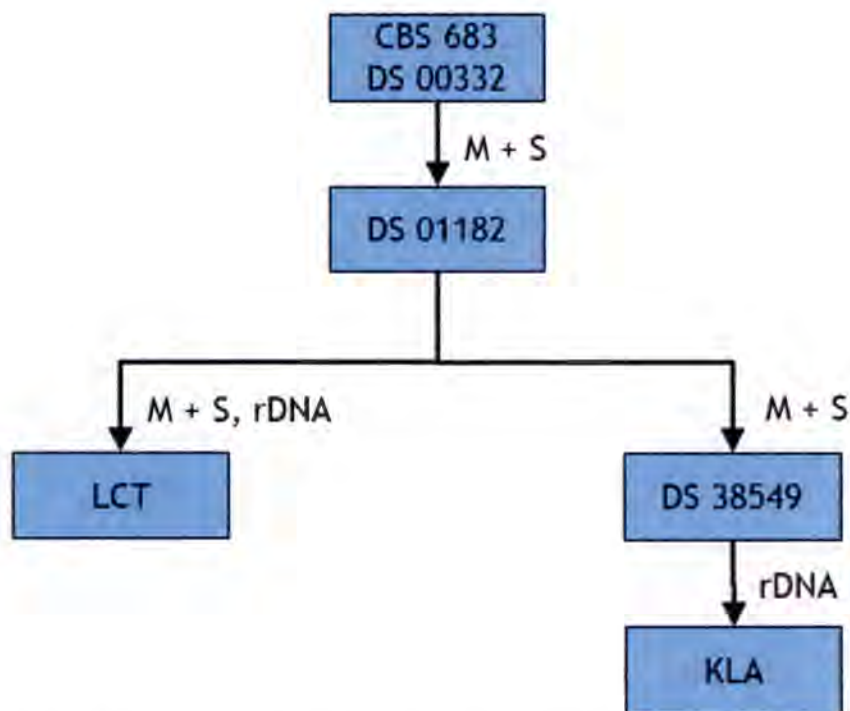 CBS 683
DS 00332
M + S
DS 01182
M + S, rDNA
M + S
LCT
DS 38549
rDNA
KLA